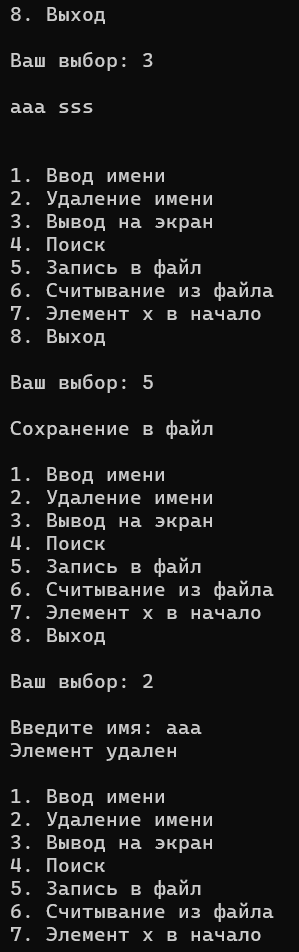 8. Выход
Ваш выбор: 3
aaa sss
1. Ввод имени
2. Удаление имени
3. Вывод на экран
4. Поиск
5. Запись в файл
6. Считывание из файла
7. Элемент x в начало
8. Выход
Ваш выбор: 5
Сохранение в файл
1. Ввод имени
2. Удаление имени
3. Вывод на экран
4. Поиск
5. Запись в файл
6. Считывание из файла
7. Элемент x в начало
8. Выход
Ваш выбор: 2
Введите имя: aaa
Элемент удален
1. Ввод имени
2. Удаление имени
3. Вывод на экран
4. Поиск
5. Запись в файл
6. Считывание из файла
7. Элемент x в начало